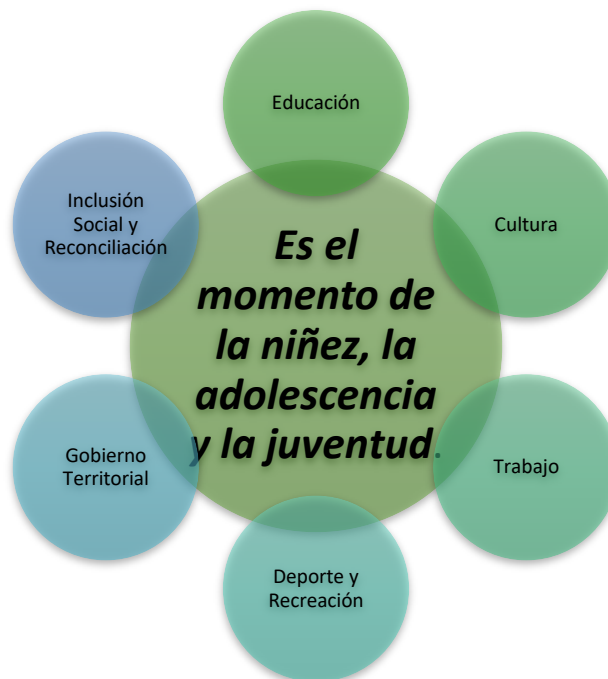 Educación
Inclusión
Social y
Reconciliación
Cultura
Es el
momento de
la niñez, la
adolescencia
y la juventud.
Gobierno
Territorial
Trabajo
Deporte y
Recreación